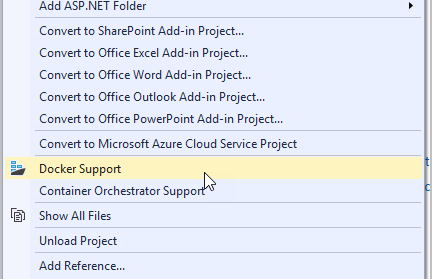 Add ASP.NET Folder
Convert to SharePoint Add-in Project...
Convert to Office Excel Add-in Project...
Convert to Office Word Add-in Project...
Convert to Office Outlook Add-in Project...
Convert to Office PowerPoint Add-in Project...
Convert to Microsoft Azure Cloud Service Project
Docker Support
Container Orchestrator Support
Show All Files
Unload Project
Add Reference...